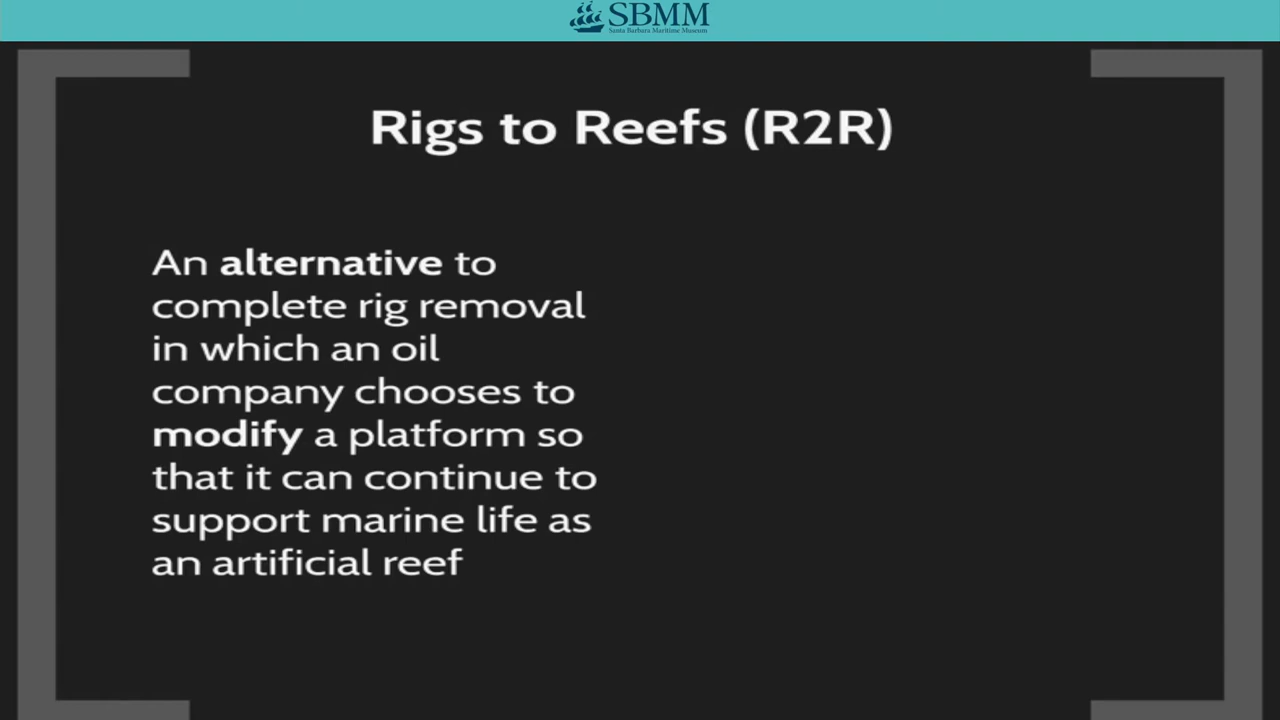 SBMM
Santa Barbara Maritime Museum
Rigs to Reefs (R2R)
An alternative to
complete rig removal
in which an oil
company chooses to
modify a platform so
that it can continue to
support marine life as
an artificial reef